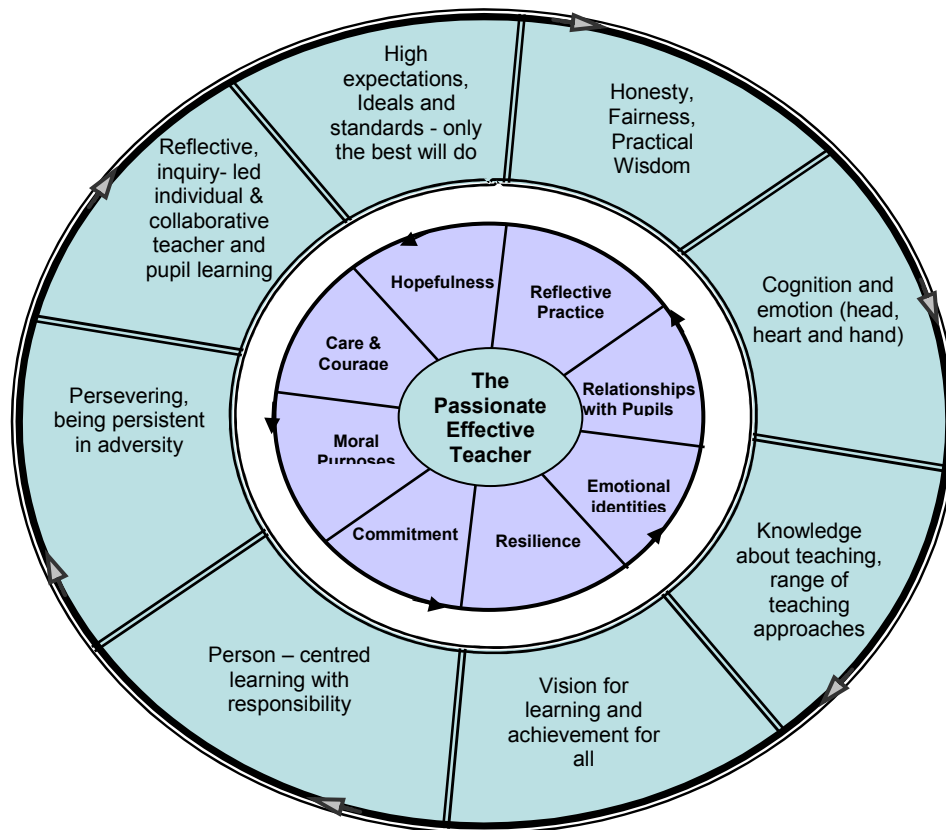 High
expectations,
Ideals and
standards - only
the best will do
Honesty,
Fairness,
Practical
Wisdom
Cognition and
emotion (head,
heart and hand)
Knowledge
about teaching,
range of
teaching
approaches
Vision for
learning and
achievement for
all
Person – centred
learning with
responsibility
Persevering,
being persistent
in adversity
Reflective,
inquiry- led
individual &
collaborative
teacher and
pupil learning
Hopefulness
Reflective
Practice
Relationships
with Pupils
Emotional
identities
Resilience
Commitment
Moral
Purposes
Care &
Courage
The
Passionate
Effective
Teacher